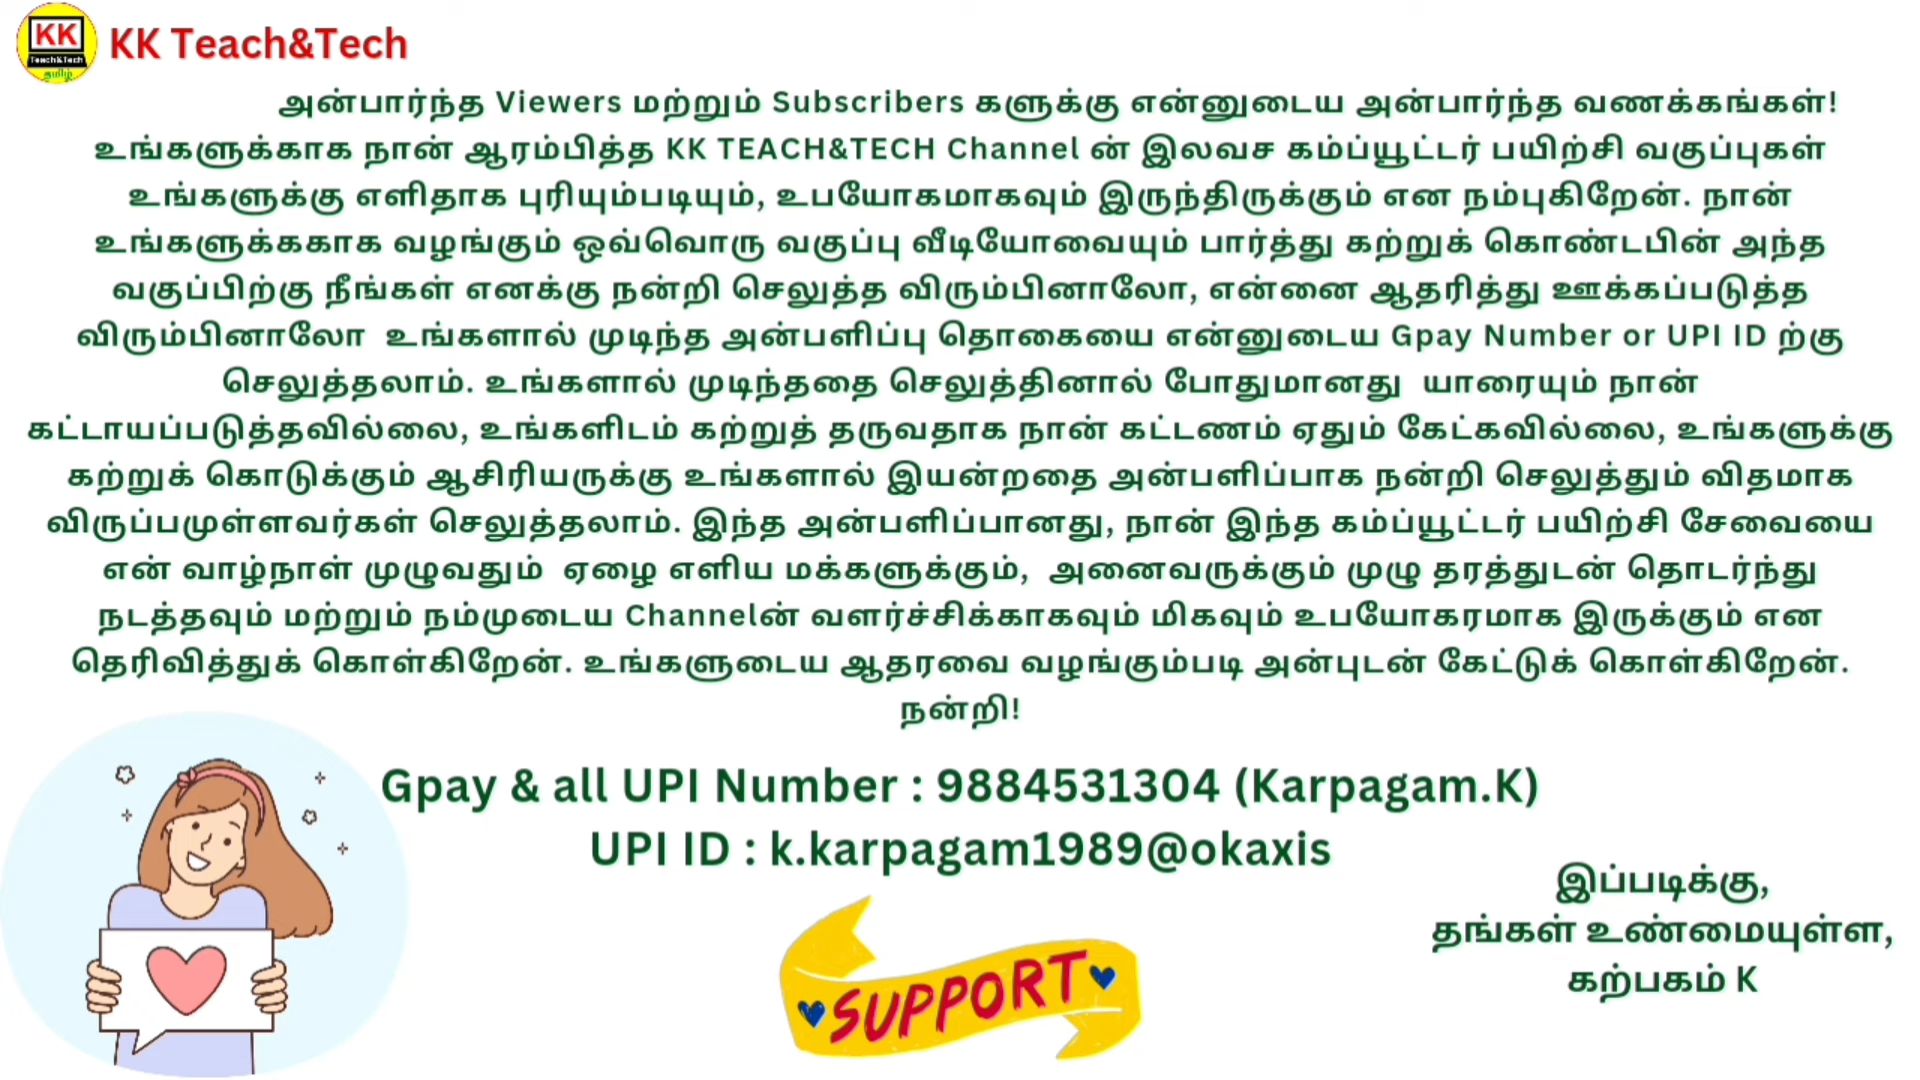 KK
Teach&Tech
தமிழ்
KK Teach&Tech
அன்பார்ந்த Viewers மற்றும் Subscribers களுக்கு என்னுடைய அன்பார்ந்த வணக்கங்கள்!
உங்களுக்காக நான் ஆரம்பித்த KK TEACH&TECH Channel ன் இலவச கம்ப்யூட்டர் பயிற்சி வகுப்புகள்
உங்களுக்கு எளிதாக புரியும்படியும், உபயோகமாகவும் இருந்திருக்கும் என நம்புகிறேன். நான்
உங்களுக்ககாக வழங்கும் ஒவ்வொரு வகுப்பு வீடியோவையும் பார்த்து கற்றுக் கொண்டபின் அந்த
வகுப்பிற்கு நீங்கள் எனக்கு நன்றி செலுத்த விரும்பினாலோ, என்னை ஆதரித்து ஊக்கப்படுத்த
விரும்பினாலோ உங்களால் முடிந்த அன்பளிப்பு தொகையை என்னுடைய Gpay Number or UPI ID ற்கு
செலுத்தலாம். உங்களால் முடிந்ததை செலுத்தினால் போதுமானது யாரையும் நான்
கட்டாயப்படுத்தவில்லை, உங்களிடம் கற்றுத் தருவதாக நான் கட்டணம் ஏதும் கேட்கவில்லை, உங்களுக்கு
கற்றுக் கொடுக்கும் ஆசிரியருக்கு உங்களால் இயன்றதை அன்பளிப்பாக நன்றி செலுத்தும் விதமாக
விருப்பமுள்ளவர்கள் செலுத்தலாம். இந்த அன்பளிப்பானது, நான் இந்த கம்ப்யூட்டர் பயிற்சி சேவையை
என் வாழ்நாள் முழுவதும் ஏழை எளிய மக்களுக்கும், அனைவருக்கும் முழு தரத்துடன் தொடர்ந்து
நடத்தவும் மற்றும் நம்முடைய Channelன் வளர்ச்சிக்காகவும் மிகவும் உபயோகரமாக இருக்கும் என
தெரிவித்துக் கொள்கிறேன். உங்களுடைய ஆதரவை வழங்கும்படி அன்புடன் கேட்டுக் கொள்கிறேன்.
நன்றி!
Gpay & all UPI Number : 9884531304 (Karpagam.K)
UPI ID : k.karpagam1989@okaxis
இப்படிக்கு,
தங்கள் உண்மையுள்ள,
கற்பகம் K
SUPPORT